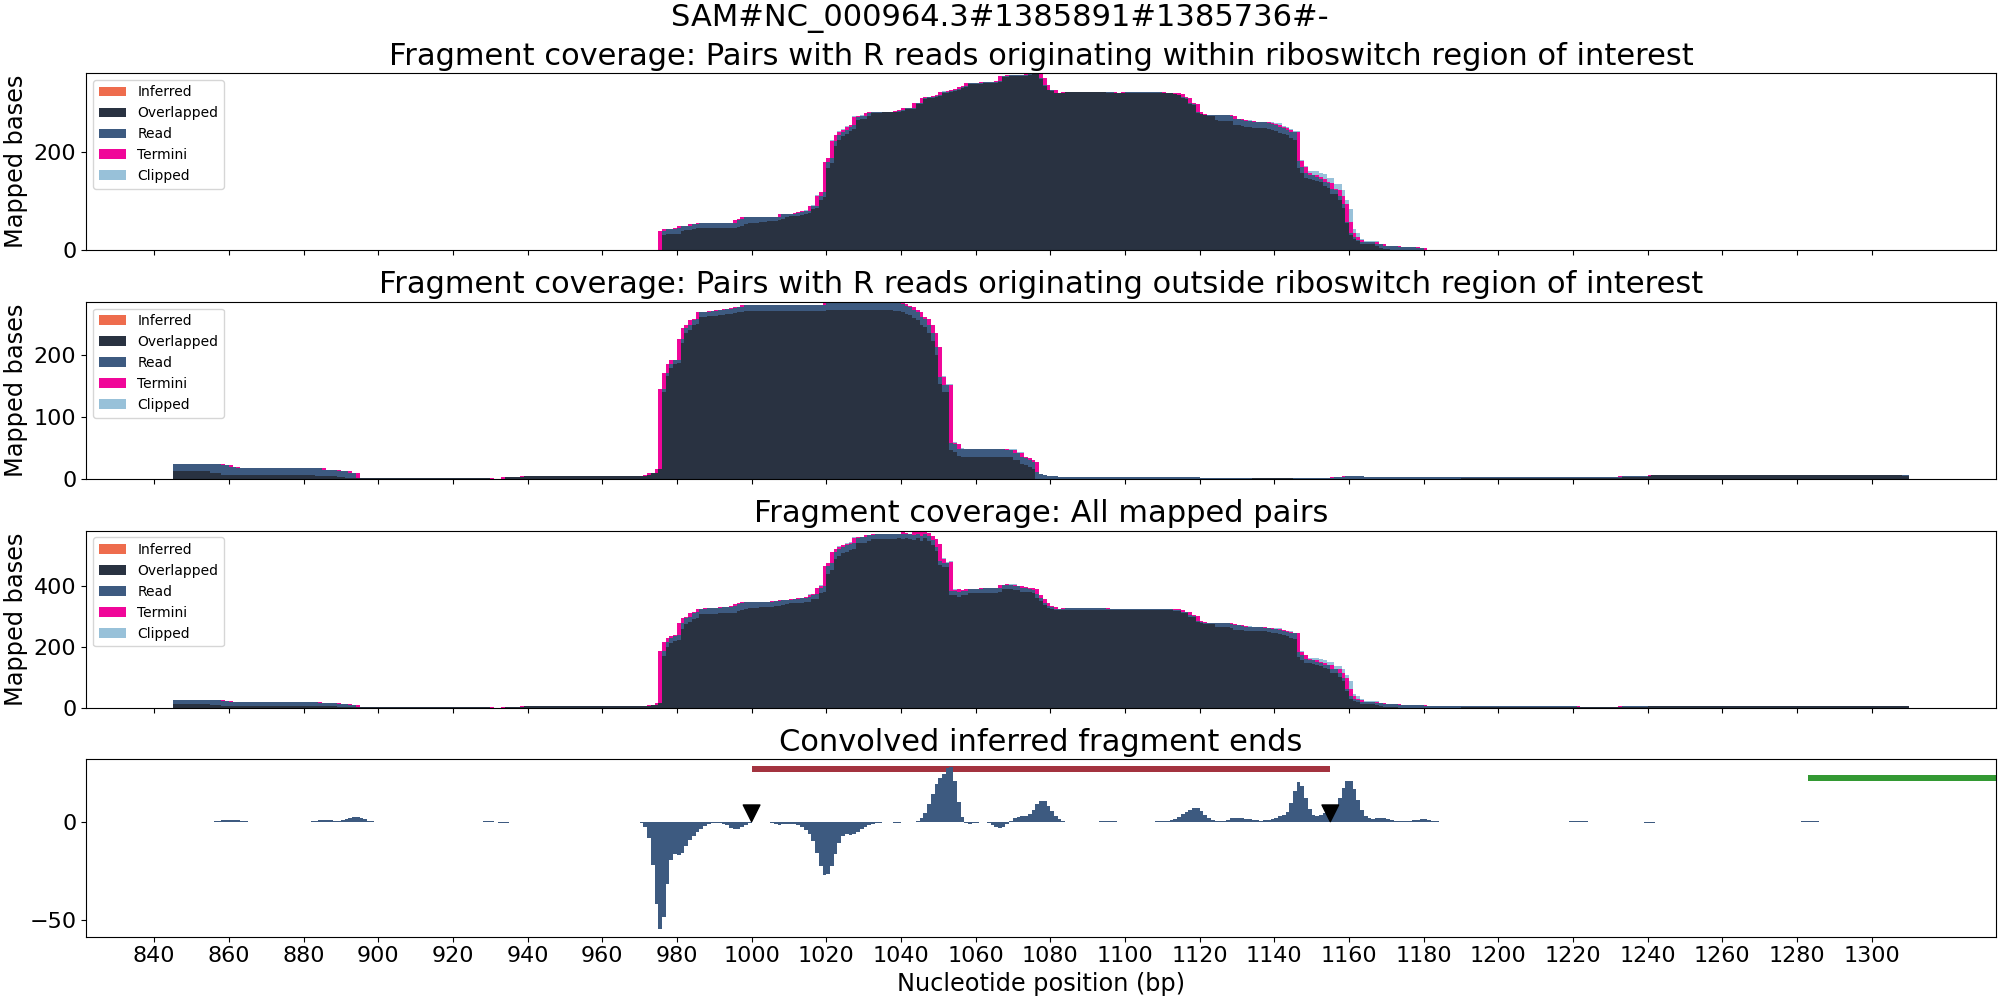 SAM#NC_000964.3#1385891#1385736#-
Fragment coverage: Pairs with R reads originating within riboswitch region of interest
Mapped bases
200
0
Inferred
Overlapped
Read
Termini
Clipped
840 860 880 900 920 940 960 980 1000 1020 1040 1060 1080 1100 1120 1140 1160 1180 1200 1220 1240 1260 1280 1300
Fragment coverage: Pairs with R reads originating outside riboswitch region of interest
Mapped bases
200
100
0
Inferred
Overlapped
Read
Termini
Clipped
Fragment coverage: All mapped pairs
Mapped bases
400
200
0
Inferred
Overlapped
Read
Termini
Clipped
Convolved inferred fragment ends
0
−50
Nucleotide position (bp)